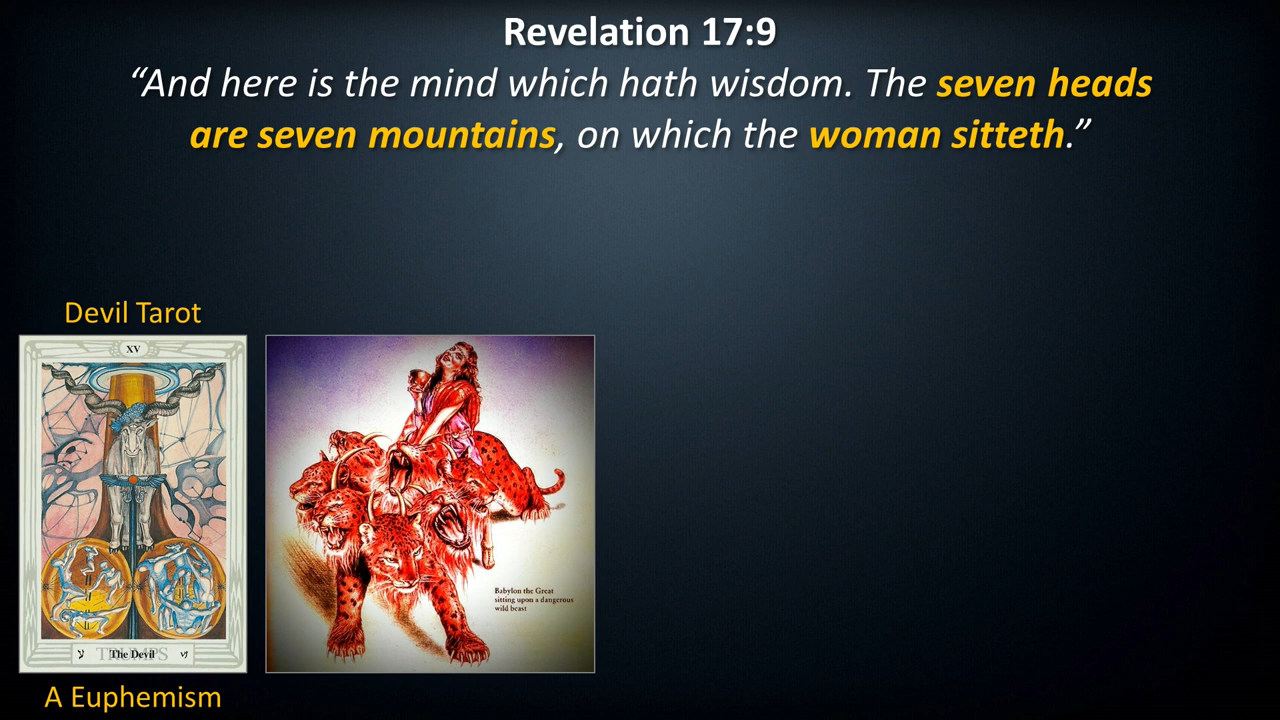 Revelation 17:9
“And here is the mind which hath wisdom. The seven heads
are seven mountains, on which the woman sitteth.”
Devil Tarot
XV
The Devil
Babylon the Great
sitting upon a dangerous
wild beast
A Euphemism